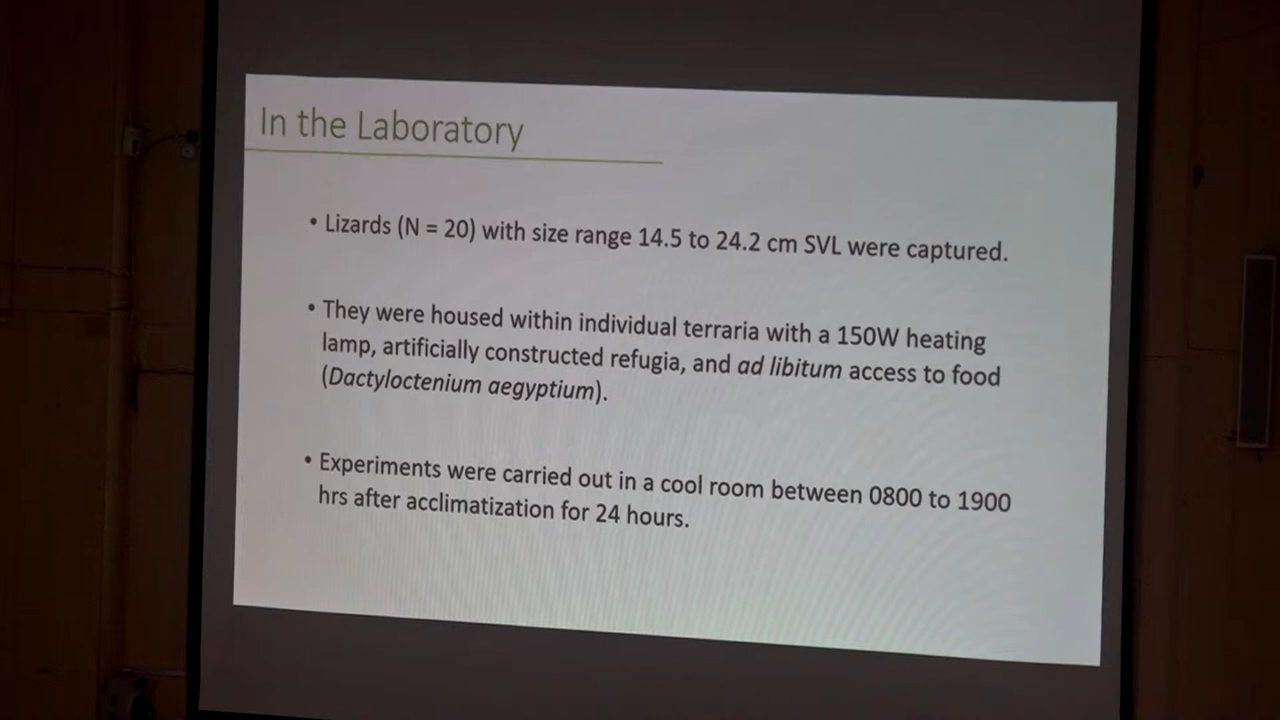 In the Laboratory
• Lizards (N = 20) with size range 14.5 to 24.2 cm SVL were captured.
• They were housed within individual terraria with a 150W heating
lamp, artificially constructed refugia, and ad libitum access to food
(Dactyloctenium aegyptium).
• Experiments were carried out in a cool room between 0800 to 1900
hrs after acclimatization for 24 hours.